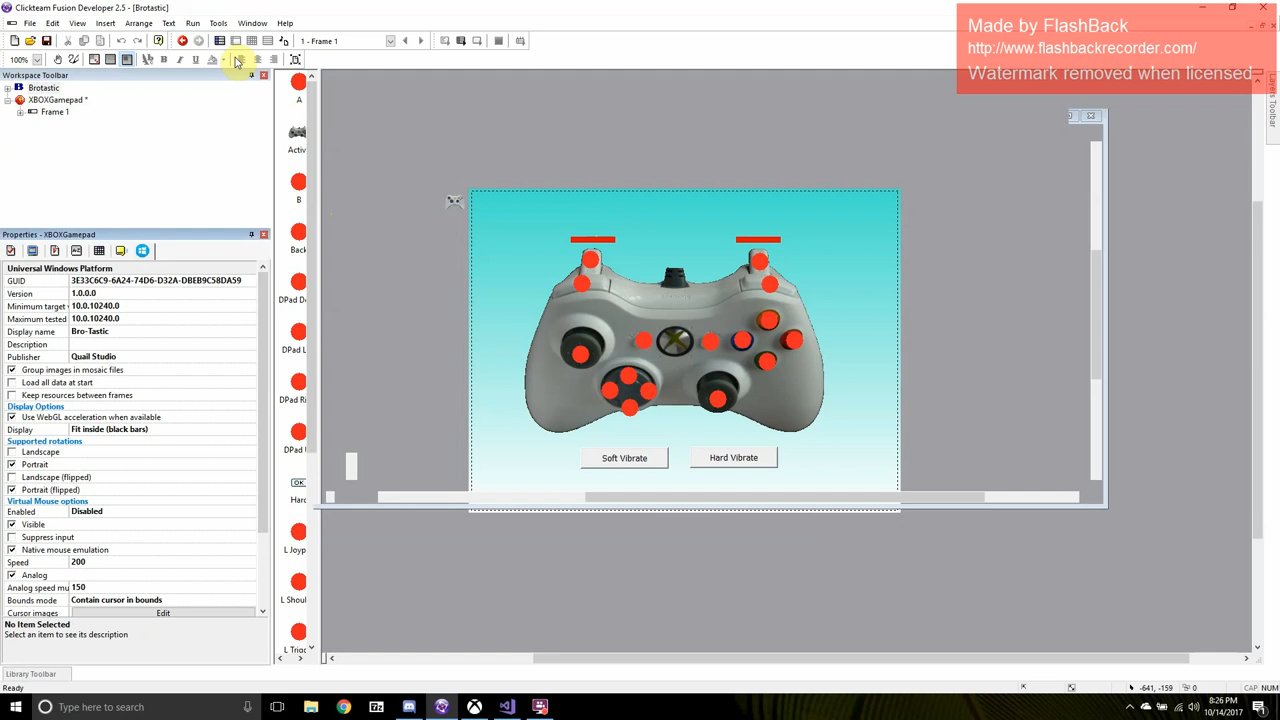 Clickteam Fusion Developer 2.5 - [Brotastic]
File Edit View Insert Arrange Text Run Tools Window Help
1 - Frame 1
100%
Made by FlashBack
http://www.flashbackrecorder.com/
Watermark removed when licensed
Workspace Toolbar
Brotastic
XBOXGamepad *
Frame 1
Layers Toolbar
A
Activ
B
Back
DPad De
DPad L
DPad Ri
DPad U
OK
Hard
L Joyp
L Shou
L Trigg
Properties - XBOXGamepad
Universal Windows Platform
GUID 3E33C6C9-6A24-74D6-D32A-DBEB9C58DA59
Version 1.0.0.0
Minimum target v 10.0.10240.0
Maximum tested 10.0.10240.0
Display name Bro-Tastic
Description
Publisher Quail Studio
Group images in mosaic files
Load all data at start
Keep resources between frames
Display Options
Use WebGL acceleration when available
Display Fit inside (black bars)
Supported rotations
Landscape
Portrait
Landscape (flipped)
Portrait (flipped)
Virtual Mouse options
Enabled Disabled
Visible
Suppress input
Native mouse emulation
Speed 200
Analog
Analog speed mu 150
Bounds mode Contain cursor in bounds
Cursor images Edit
No Item Selected
Select an item to see its description
Soft Vibrate
Hard Vibrate
Library Toolbar
Ready
-641, -159
0
CAP NUM
Type here to search
8:26 PM
10/14/2017